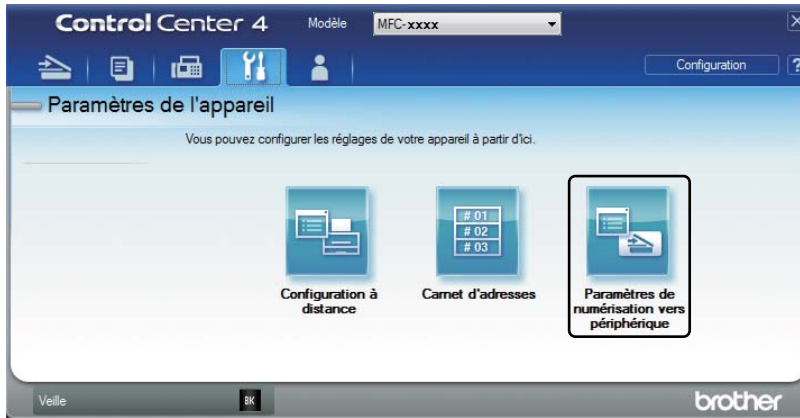 Control Center 4 Modèle MFC-xxxx X
Configuration ?
Paramètres de l'appareil
Vous pouvez configurer les réglages de votre appareil à partir d'ici.
# 01
# 02
# 03
Configuration à
distance
Carnet d'adresses
Paramètres de
numérisation vers
périphérique
Veille BK brother